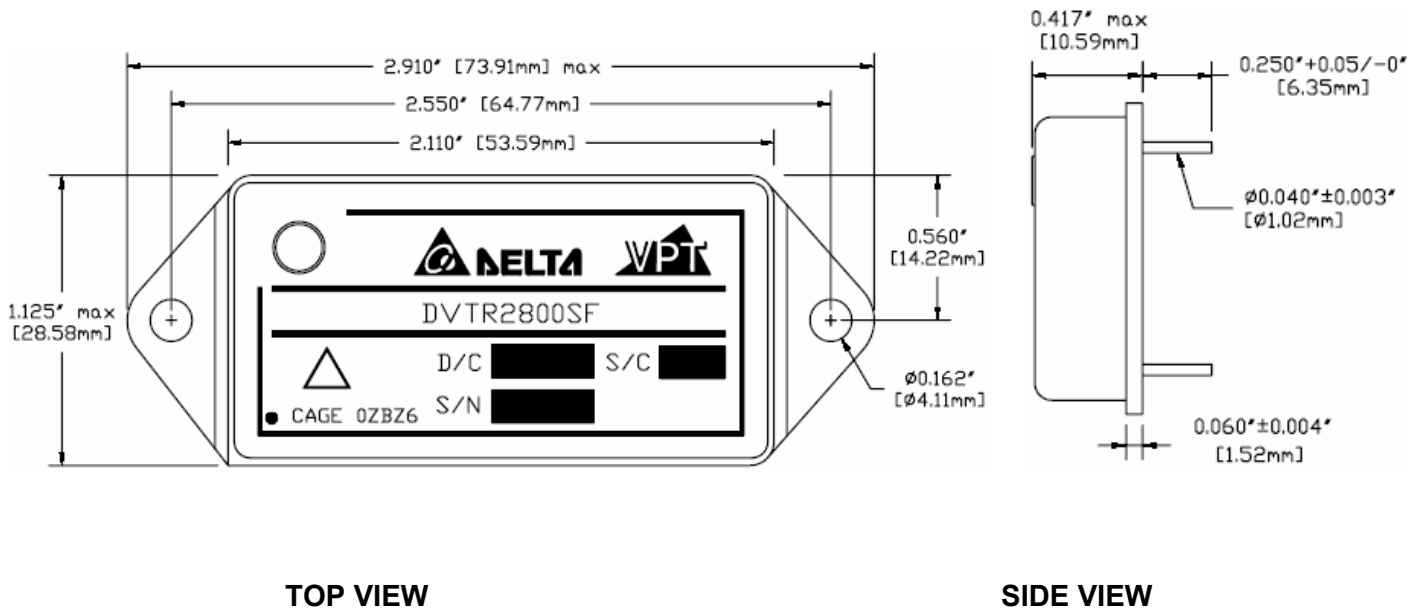 0.417" max
[10.59mm]
0.250"+0.05/-0"
[6.35mm]
2.910" [73.91mm] max
2.550" [64.77mm]
2.110" [53.59mm]
ø0.040"±0.003"
[ø1.02mm]
0.560"
[14.22mm]
DELTA VPT
1.125" max
[28.58mm]
DVTR2800SF
D/C S/C
ø0.162"
[ø4.11mm]
S/N
CAGE 0ZBZ6
0.060"±0.004"
[1.52mm]
TOP VIEW
SIDE VIEW